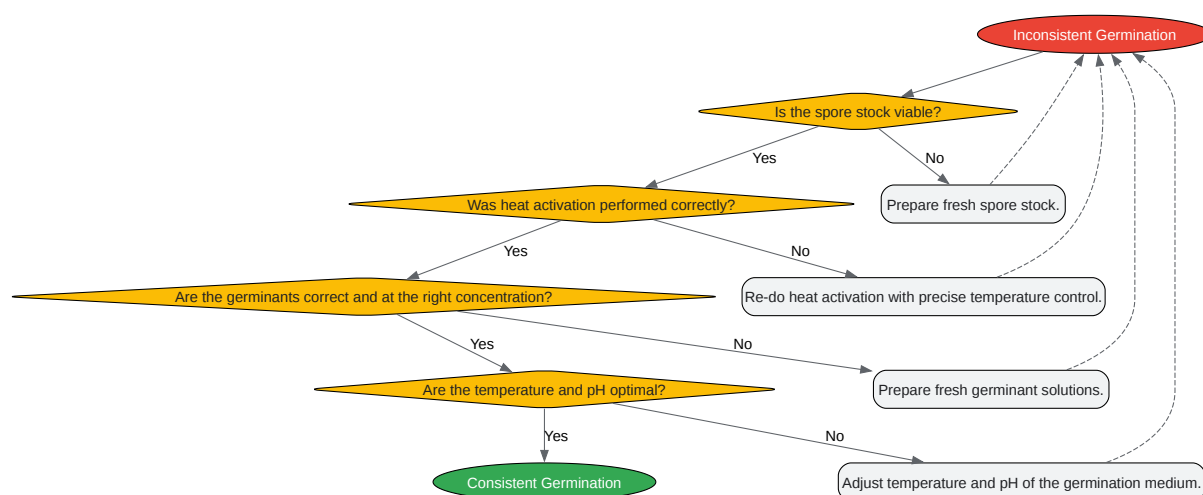 Inconsistent Germination
Is the spore stock viable?
Yes
No
Was heat activation performed correctly?
Prepare fresh spore stock.
Yes
No
Are the germinants correct and at the right concentration?
Re-do heat activation with precise temperature control.
Yes
No
Are the temperature and pH optimal?
Prepare fresh germinant solutions.
Yes
No
Consistent Germination
Adjust temperature and pH of the germination medium.